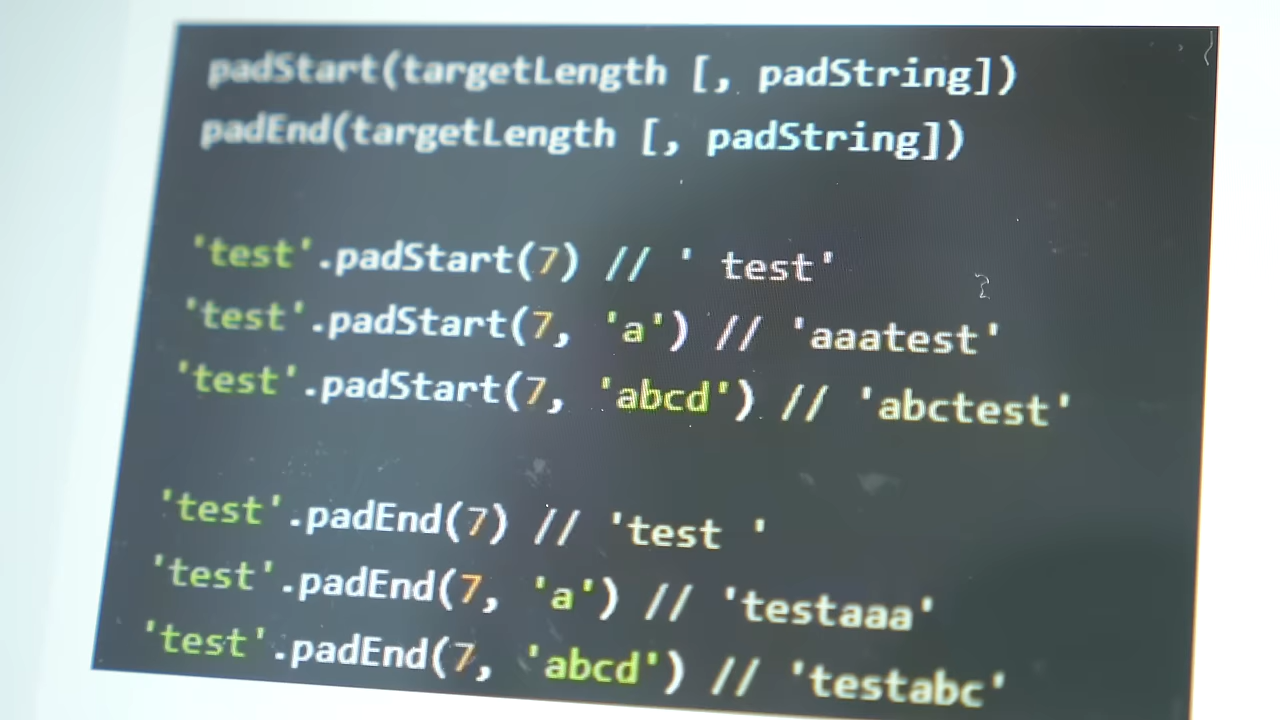 padStart(targetLength [, padString])
padEnd(targetLength [, padString])
'test'.padStart(7) // ' test'
'test'.padStart(7, 'a') // 'aaatest'
'test'.padStart(7, 'abcd') // 'abctest'
'test'.padEnd(7) // 'test '
'test'.padEnd(7, 'a') // 'testaaa'
'test'.padEnd(7, 'abcd') // 'testabc'